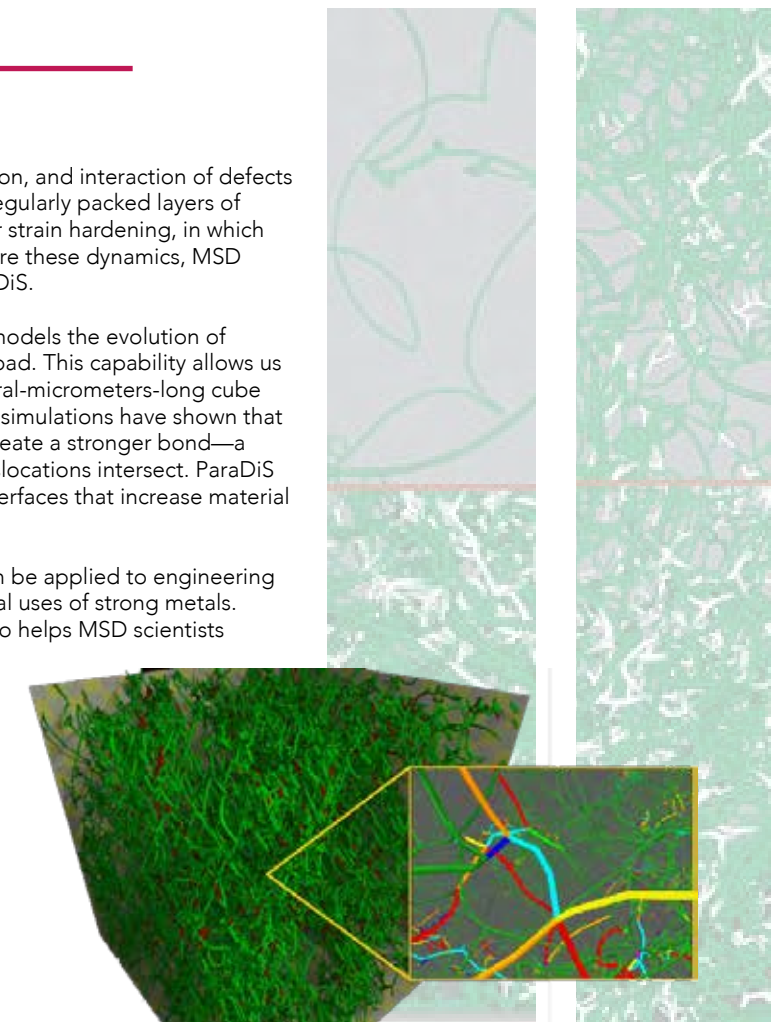 on, and interaction of defects
egularly packed layers of
r strain hardening, in which
re these dynamics, MSD
DiS.
nodels the evolution of
oad. This capability allows us
ral-micrometers-long cube
simulations have shown that
eate a stronger bond—a
slocations intersect. ParaDiS
erfaces that increase material
n be applied to engineering
al uses of strong metals.
o helps MSD scientists